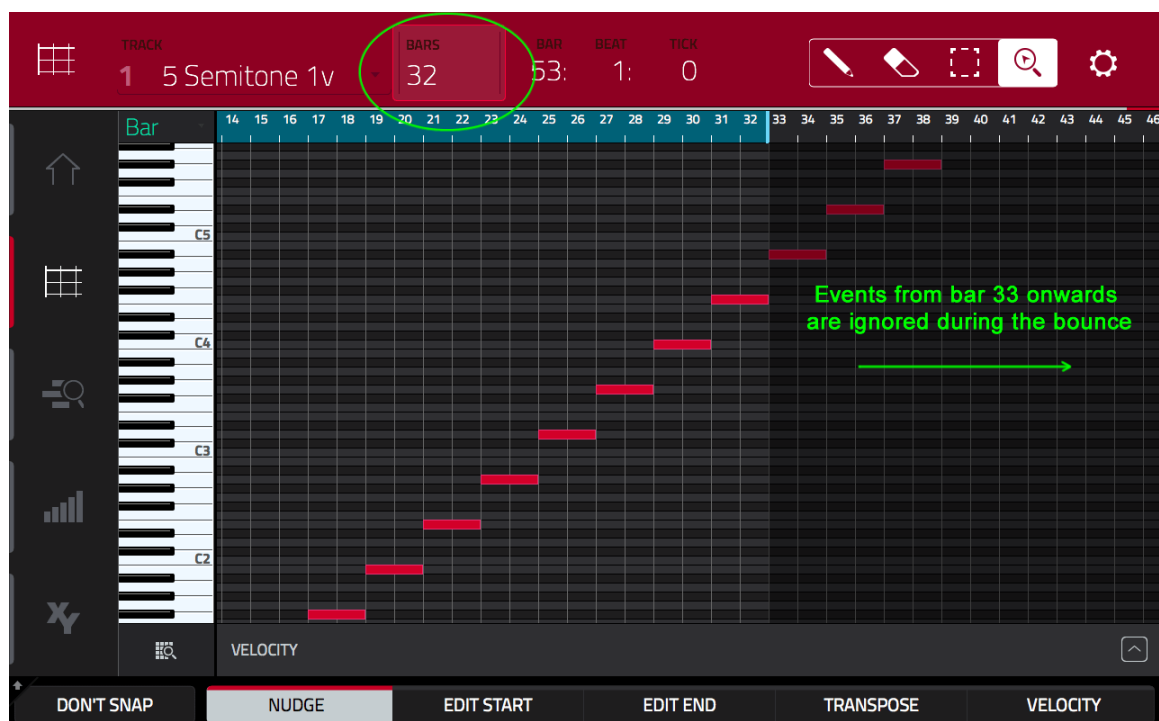 TRACK
1 5 Semitone 1v
BARS
32
BAR BEAT TICK
53: 1: 0
Bar
14 15 16 17 18 19 20 21 22 23 24 25 26 27 28 29 30 31 32 33 34 35 36 37 38 39 40 41 42 43 44 45 46
C5
Events from bar 33 onwards
are ignored during the bounce
C4
C3
C2
XY
VELOCITY
DON'T SNAP NUDGE EDIT START EDIT END TRANSPOSE VELOCITY